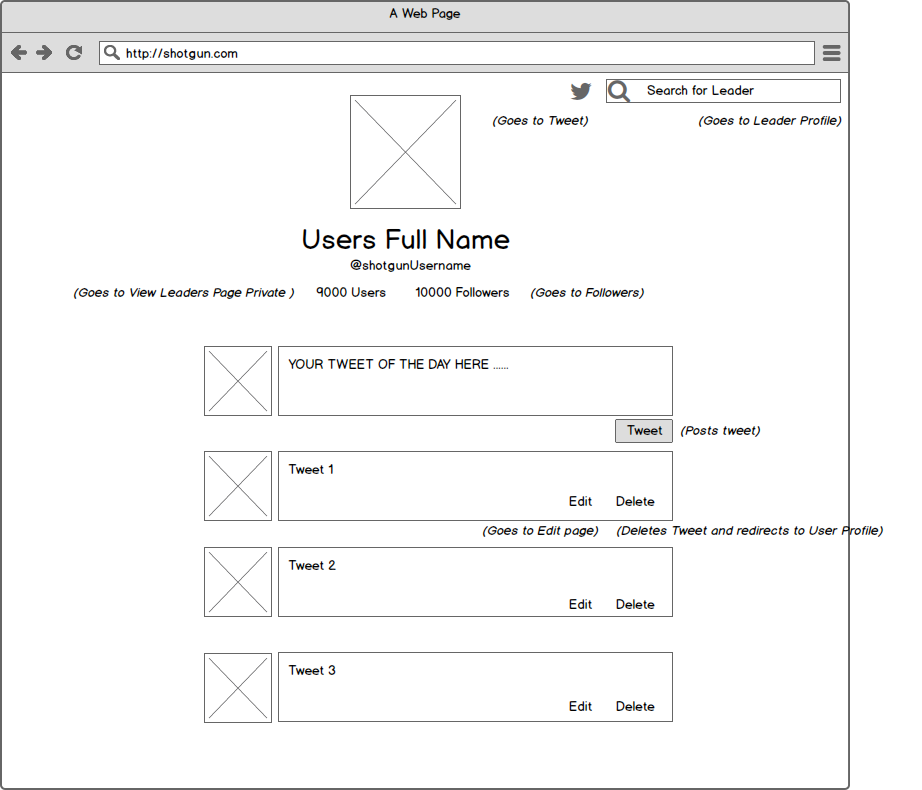 A Web Page
http://shotgun.com
Search for Leader
(Goes to Tweet)
(Goes to Leader Profile)
Users Full Name
@shotgunUsername
(Goes to View Leaders Page Private ) 9000 Users 10000 Followers (Goes to Followers)
YOUR TWEET OF THE DAY HERE ......
Tweet (Posts tweet)
Tweet 1
Edit Delete
(Goes to Edit page) (Deletes Tweet and redirects to User Profile)
Tweet 2
Edit Delete
Tweet 3
Edit Delete